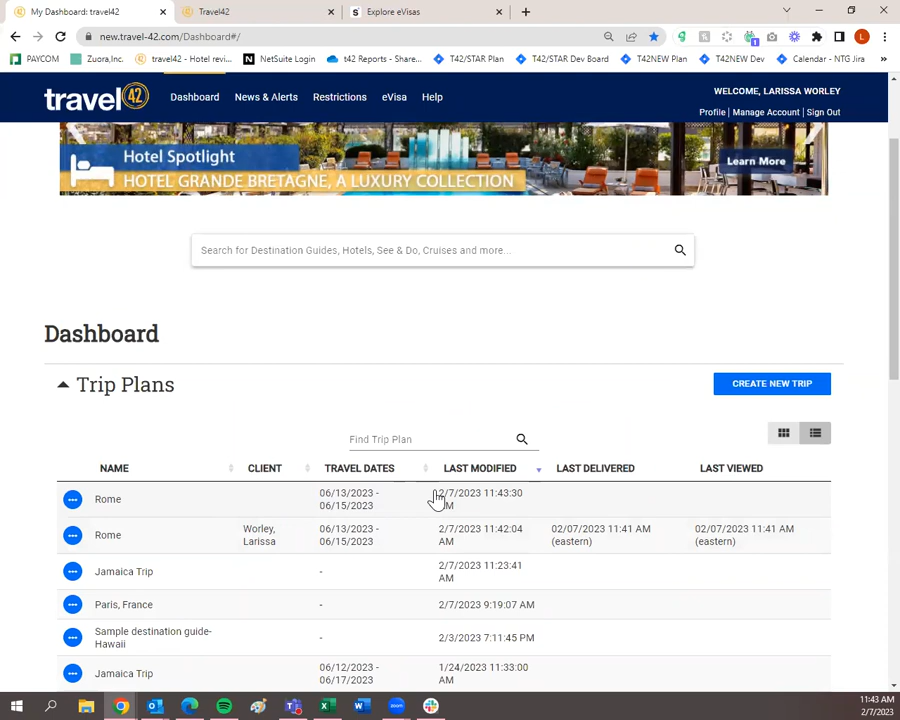 My Dashboard: travel42
Travel42
Explore eVisas
new.travel-42.com/Dashboard#/
PAYCOM
Zuora,Inc.
travel42 - Hotel revi...
NetSuite Login
t42 Reports - Share...
T42/STAR Plan
T42/STAR Dev Board
T42NEW Plan
T42NEW Dev
Calendar - NTG Jira
travel 42
Dashboard
News & Alerts
Restrictions
eVisa
Help
WELCOME, LARISSA WORLEY
Profile | Manage Account | Sign Out
Hotel Spotlight
HOTEL GRANDE BRETAGNE, A LUXURY COLLECTION
Learn More
Search for Destination Guides, Hotels, See & Do, Cruises and more...
Dashboard
Trip Plans
CREATE NEW TRIP
Find Trip Plan
NAME CLIENT TRAVEL DATES LAST MODIFIED LAST DELIVERED LAST VIEWED
Rome
06/13/2023 -
06/15/2023
2/7/2023 11:43:30
Rome
Worley,
Larissa
06/13/2023 -
06/15/2023
2/7/2023 11:42:04
AM
02/07/2023 11:41 AM
(eastern)
02/07/2023 11:41 AM
(eastern)
Jamaica Trip
-
2/7/2023 11:23:41
AM
Paris, France
-
2/7/2023 9:19:07 AM
Sample destination guide-
Hawaii
-
2/3/2023 7:11:45 PM
Jamaica Trip
06/12/2023 -
06/17/2023
1/24/2023 11:33:00
AM
11:43 AM
2/7/2023